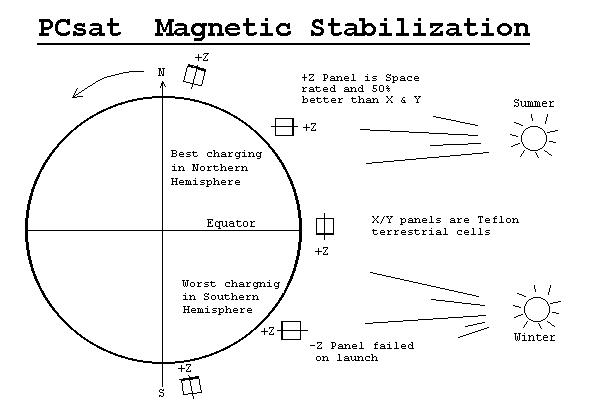 PCsat  Magnetic Stabilization
+Z
N
+Z Panel is Space
rated and 50%
better than X & Y
Summer
+Z
Best charging
in Northern
Hemisphere
Equator
X/Y panels are Teflon
terrestrial cells
+Z
Worst chargnig
in Southern
Hemisphere
+Z
-Z Panel failed
on launch
Winter
+Z
S